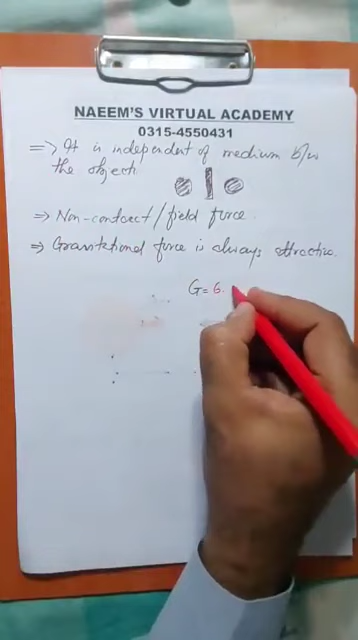 NAEEM'S VIRTUAL ACADEMY
0315-4550431
=> It is independent of medium b/w
the object
=> Non-contact/field force.
=> Gravitational force is always attractive.
G = 6.